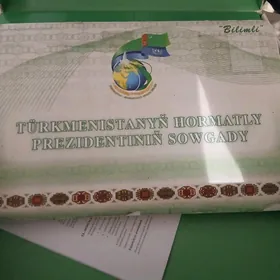 "Bilimli"
TÜRKMENISTANYŇ HORMATLY
PREZIDENTINIŇ SOWGADY